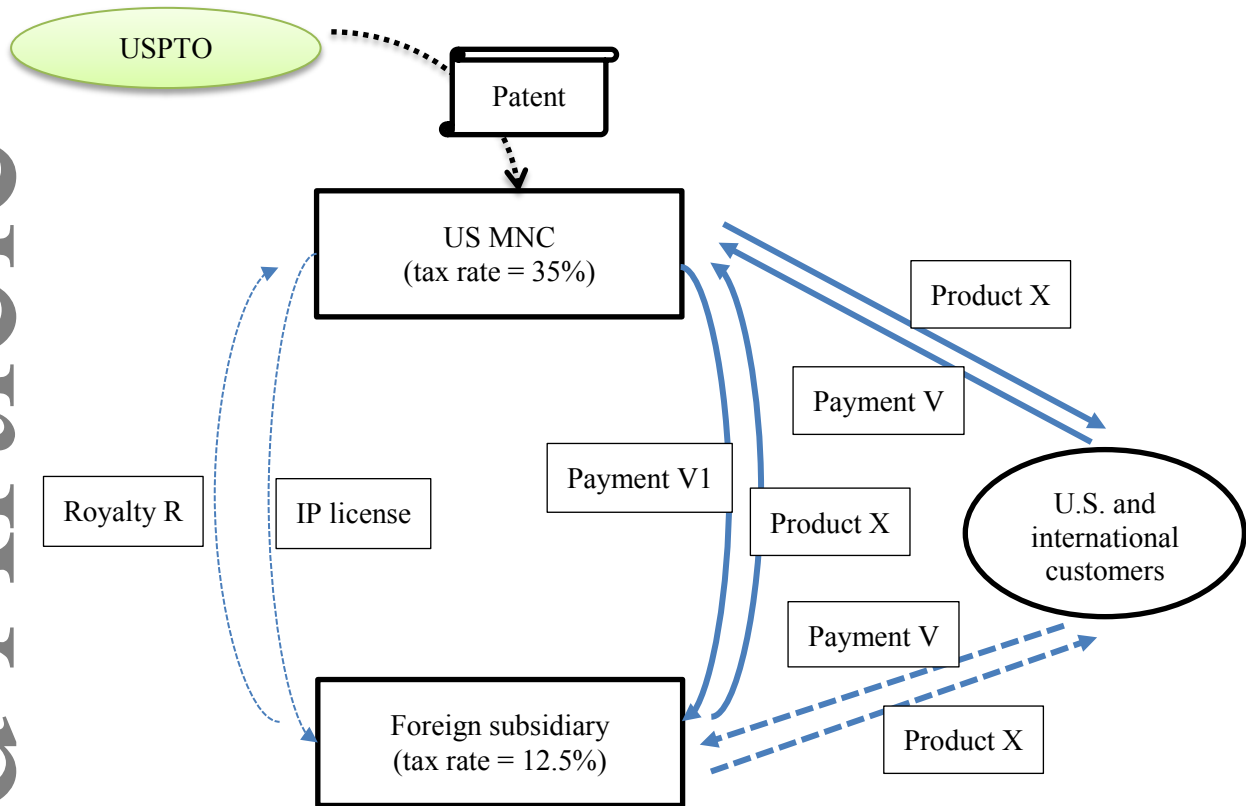 USPTO
Patent
US MNC
(tax rate = 35%)
Product X
Payment V
Royalty R
IP license
Payment V1
Product X
U.S. and
international
customers
Payment V
Product X
Foreign subsidiary
(tax rate = 12.5%)